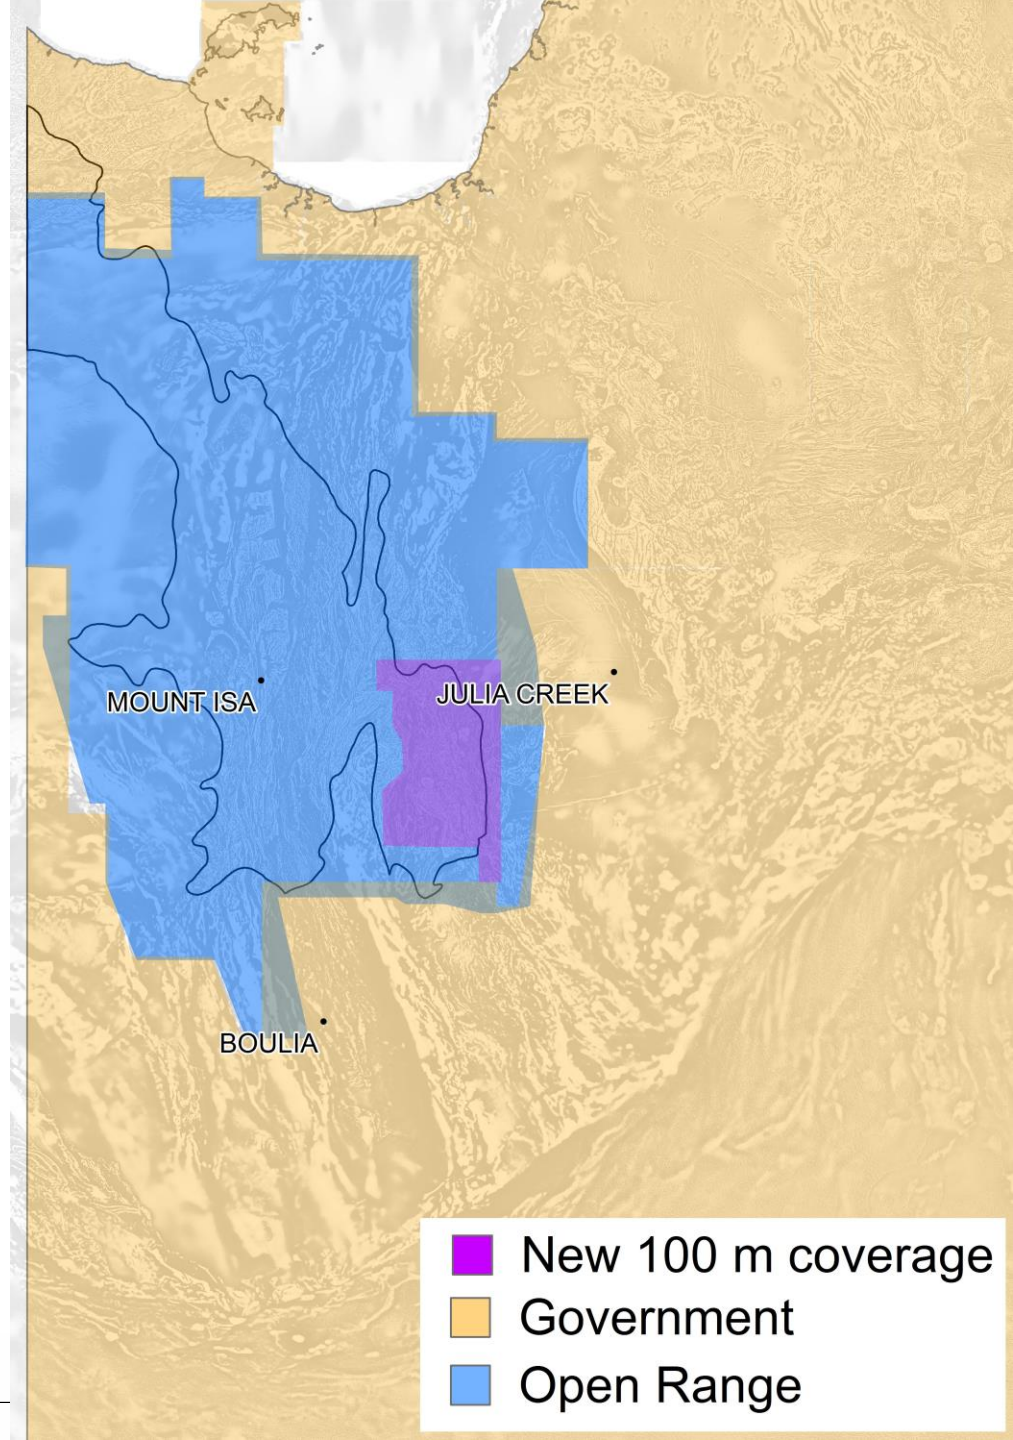 MOUNT ISA
JULIA CREEK
BOULIA
New 100 m coverage
Government
Open Range